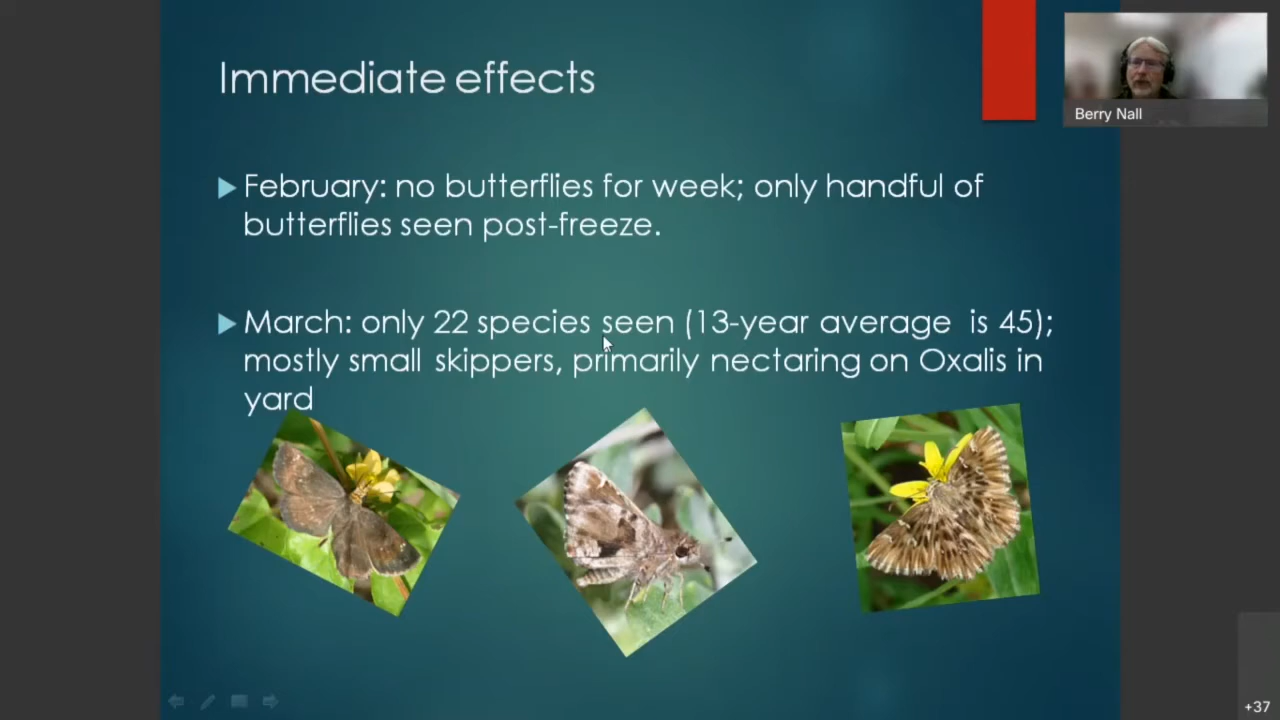 Immediate effects
Berry Nall
February: no butterflies for week; only handful of
butterflies seen post-freeze.
March: only 22 species seen (13-year average is 45);
mostly small skippers, primarily nectaring on Oxalis in
yard
+37